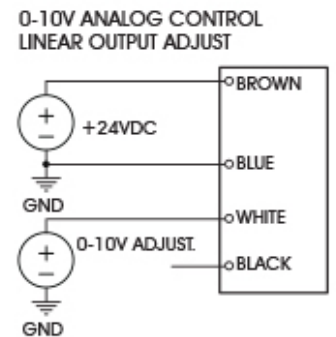 0-10V ANALOG CONTROL
LINEAR OUTPUT ADJUST
BROWN
+
+24VDC
−
BLUE
GND
WHITE
+
0-10V ADJUST.
−
BLACK
GND